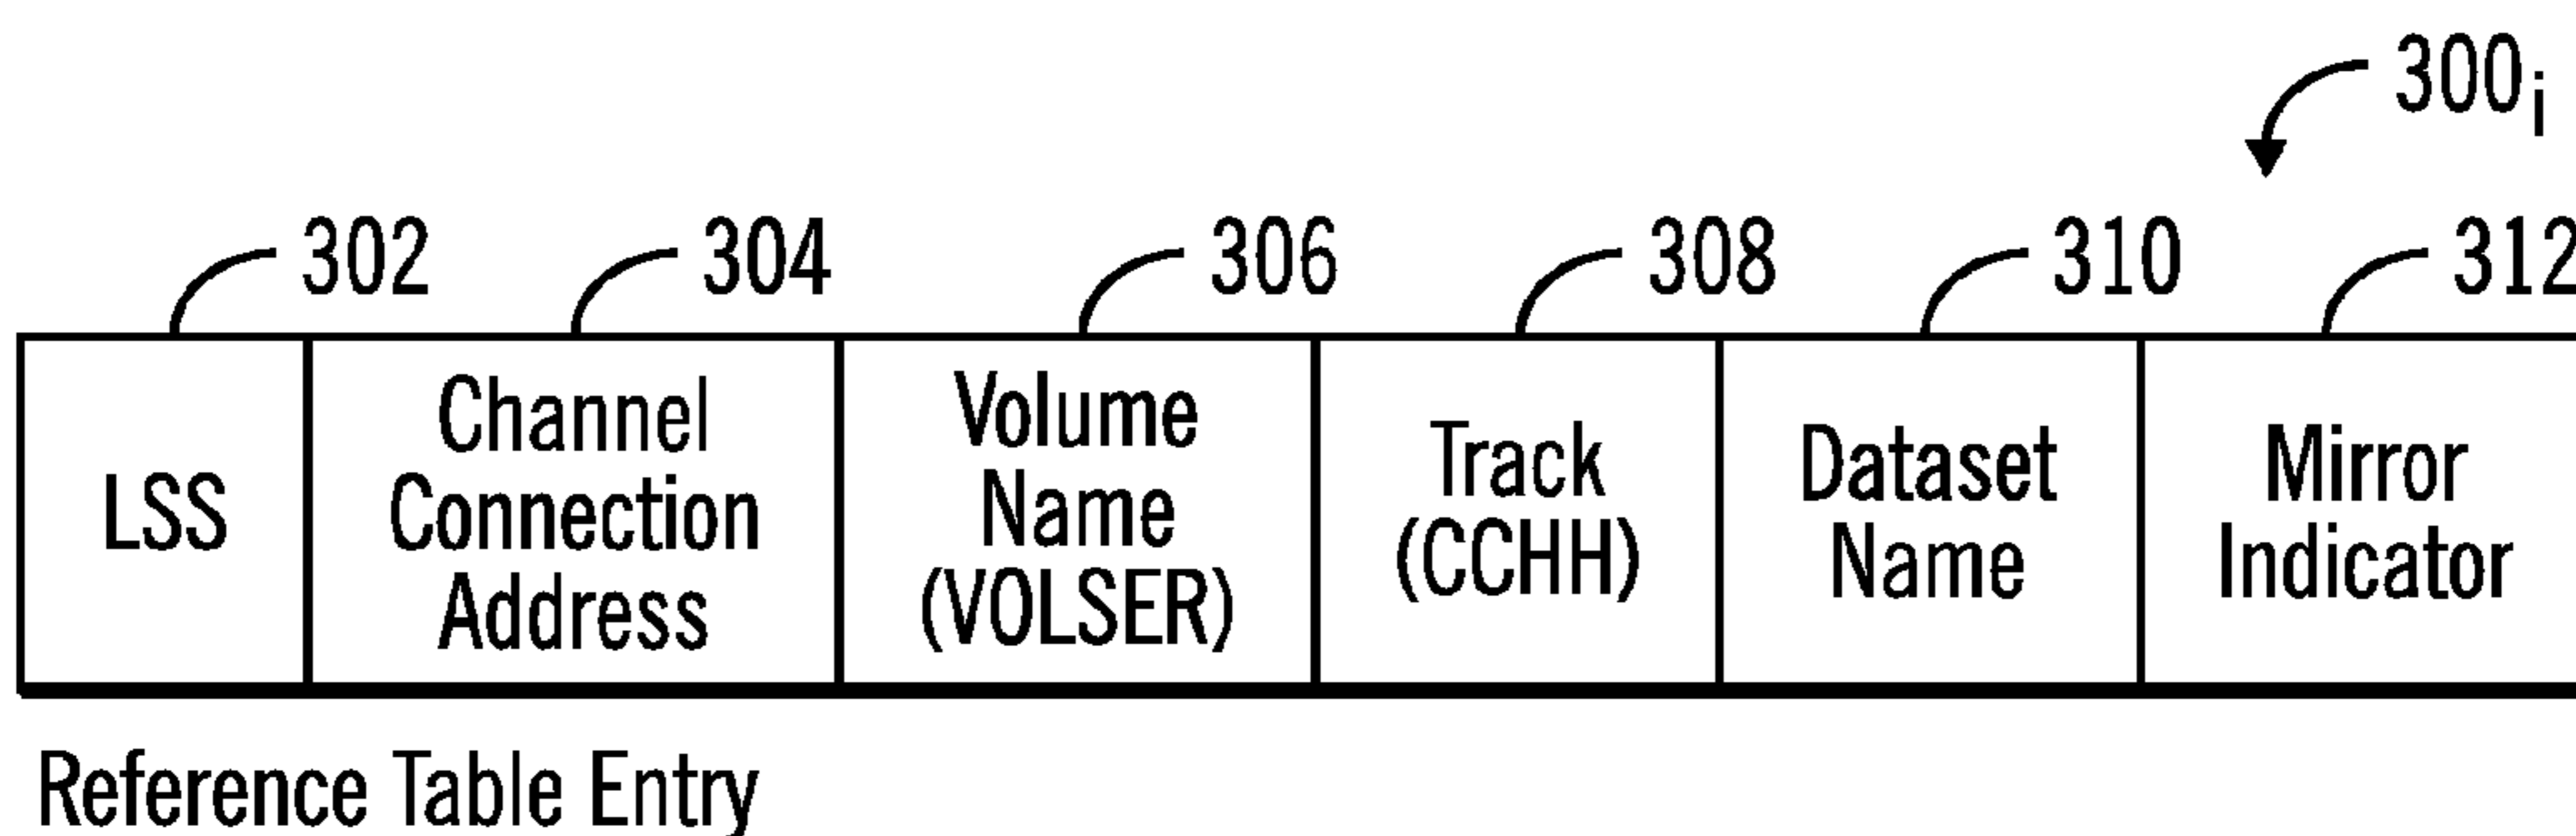 300i
302 304 306 308 310 312
LSS
Channel
Connection
Address
Volume
Name
(VOLSER)
Track
(CCHH)
Dataset
Name
Mirror
Indicator
Reference Table Entry